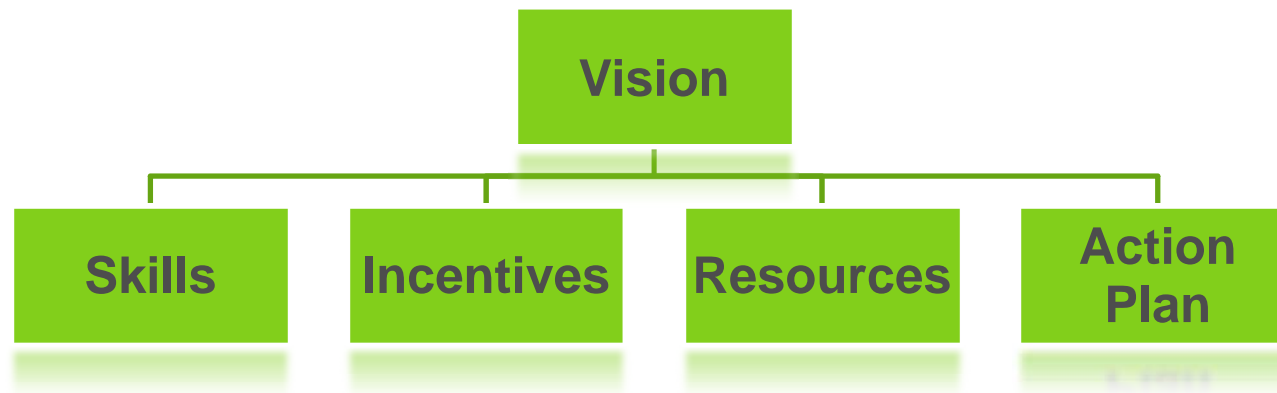 Vision
Skills
Incentives
Resources
Action
Plan